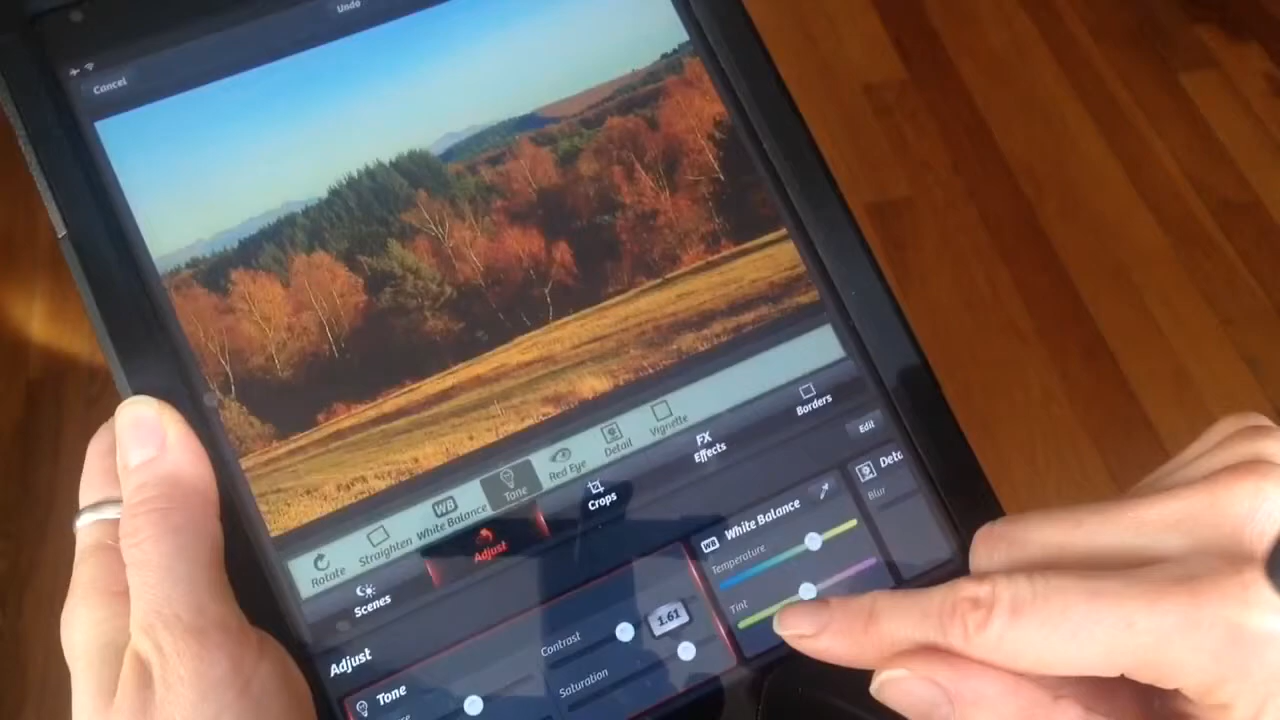 Undo
Cancel
Rotate
Straighten
WB
White Balance
Tone
Red Eye
Detail
Vignette
Scenes
Adjust
Crops
FX
Effects
Borders
Edit
Adjust
Tone
Contrast
1.61
Saturation
WB White Balance
Temperature
Tint
Blur